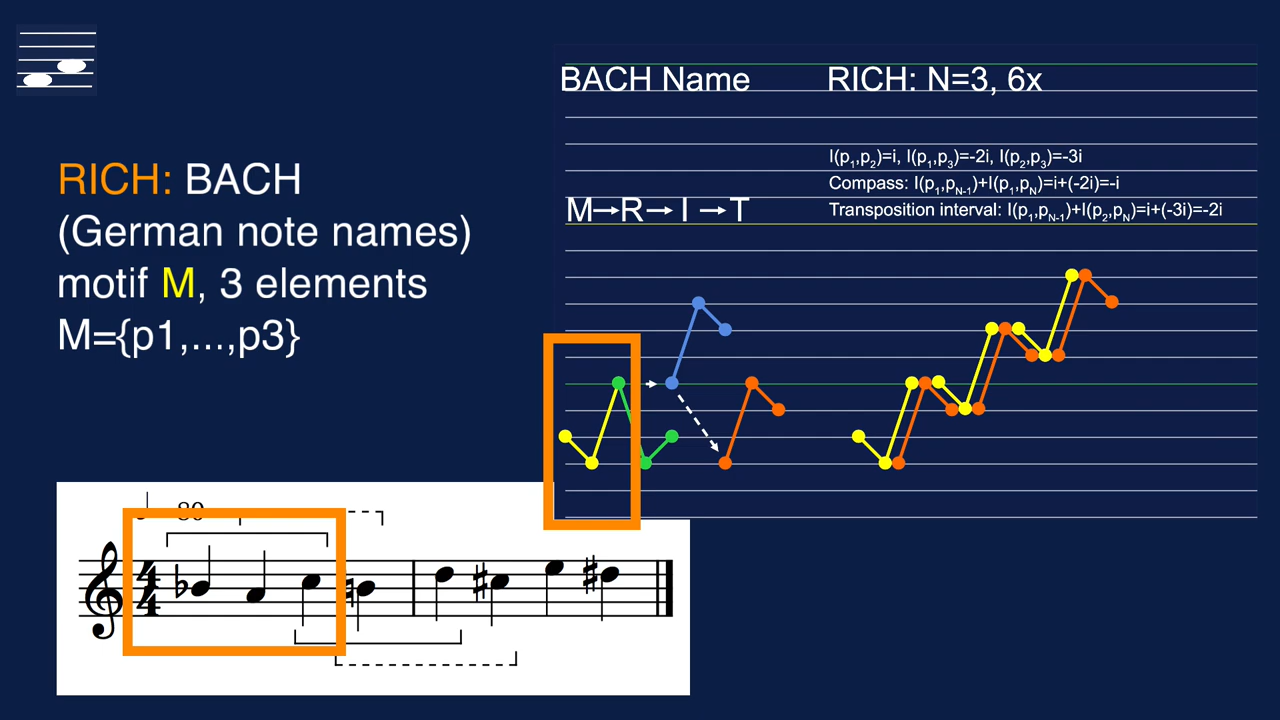 RICH: BACH
(German note names)
motif M, 3 elements
M={p1,...,p3}
BACH Name
RICH: N=3, 6x
I(p1,p2)=i, I(p1,p3)=-2i, I(p2,p3)=-3i
Compass: I(p1,pN-1)+I(p1,pN)=i+(-2i)=-i
M→R→I→T
Transposition interval: I(p1,pN-1)+I(p2,pN)=i+(-3i)=-2i
80
4
4